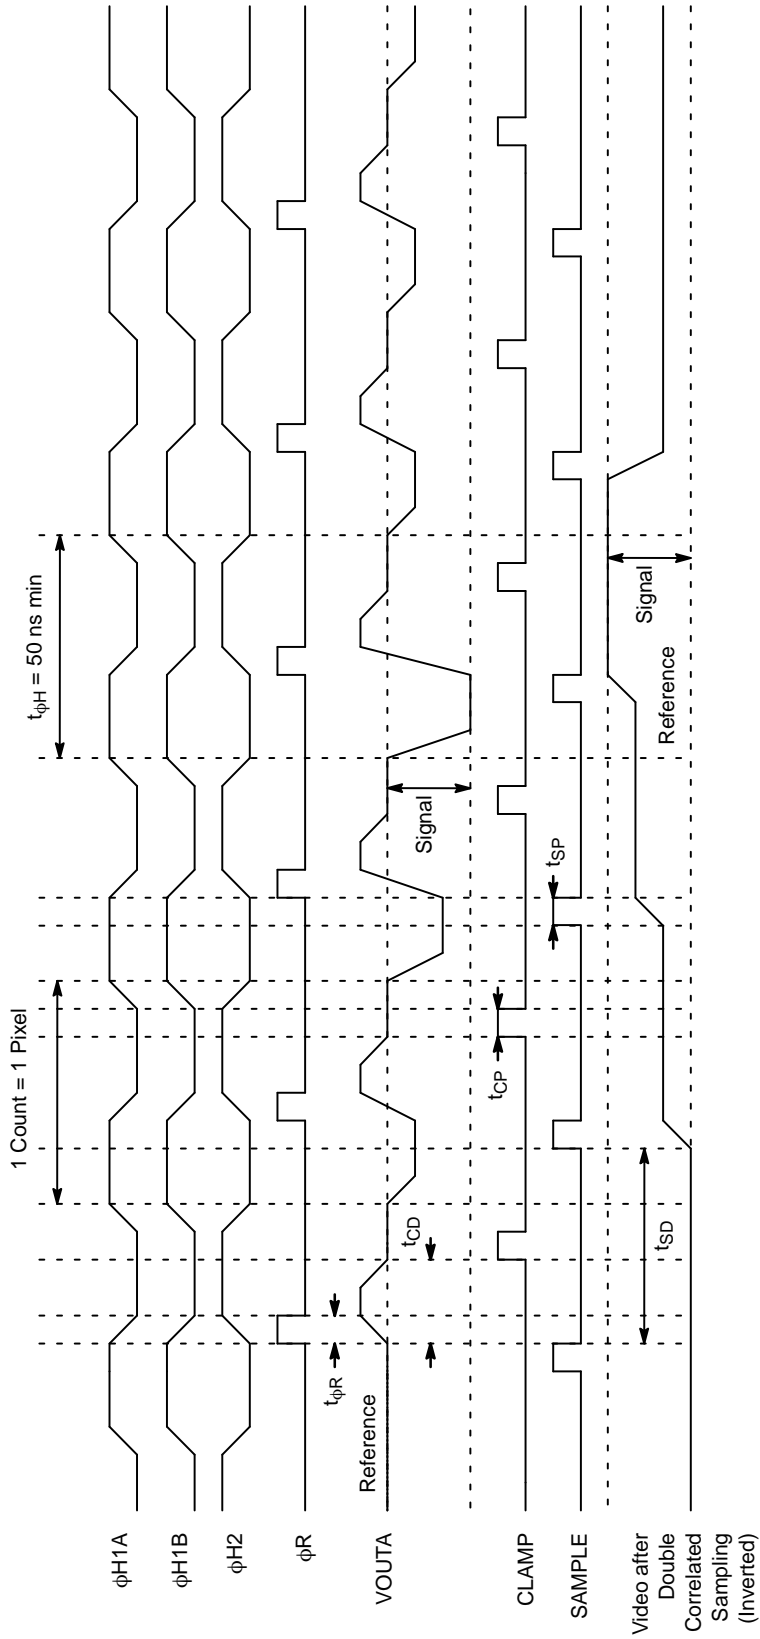 1 Count = 1 Pixel
tϕH = 50 ns min
ϕH1A
ϕH1B
ϕH2
ϕR
tϕR
VOUTA
Reference
tCD
Signal
CLAMP
tCP
SAMPLE
tSP
Video after
Double
Correlated
Sampling
(Inverted)
tSD
Reference
Signal